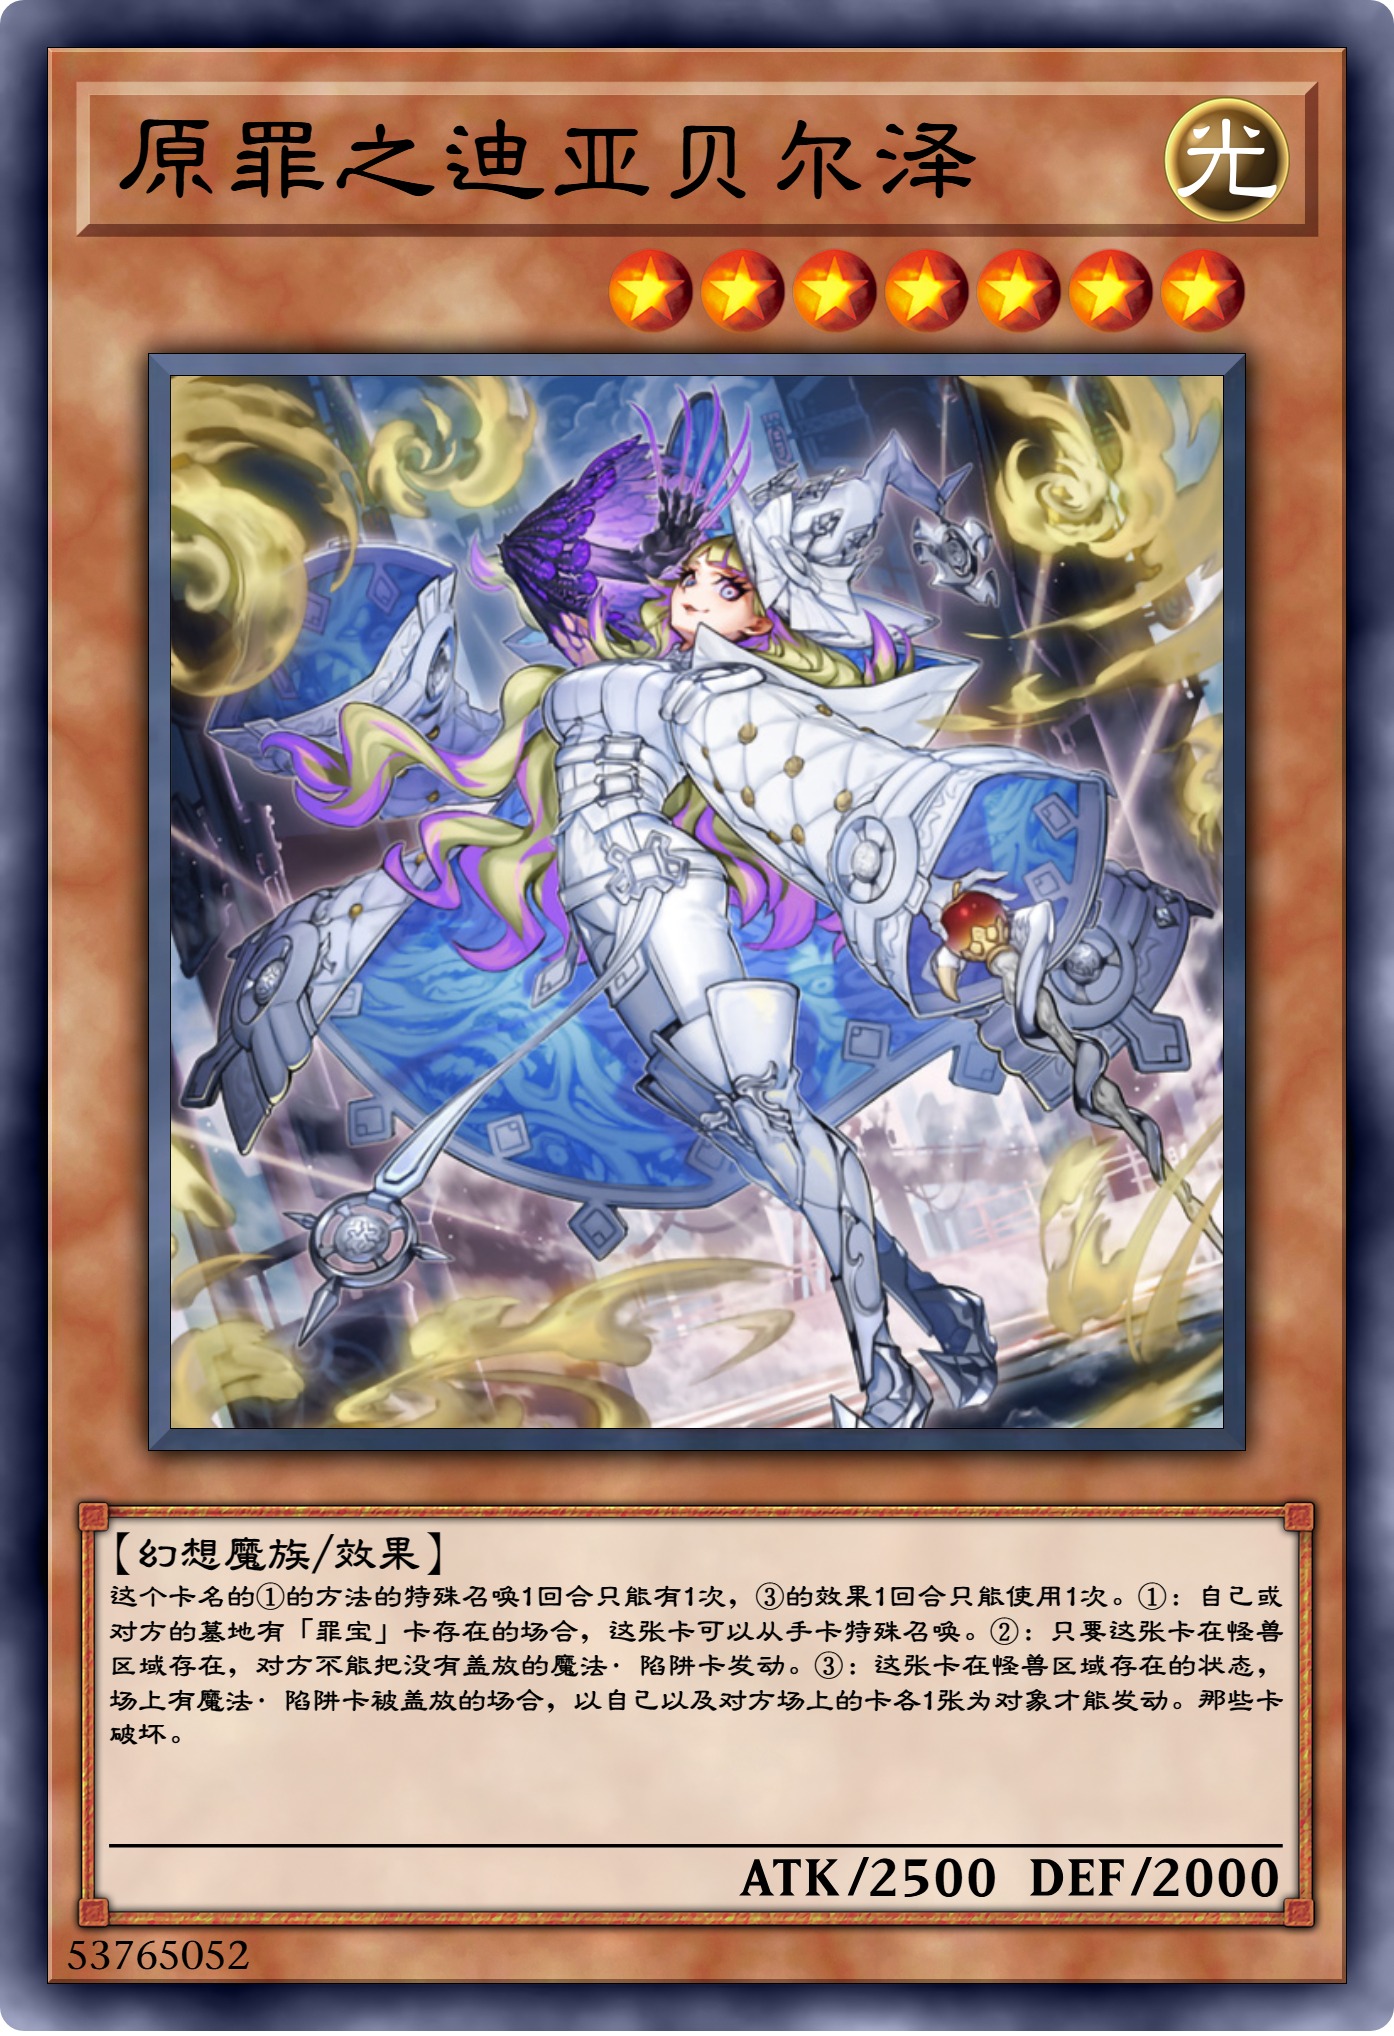 原罪之迪亚贝尔泽
光
【幻想魔族/效果】
这个卡名的①的方法的特殊召唤1回合只能有1次，③的效果1回合只能使用1次。①：自己或
对方的墓地有「罪宝」卡存在的场合，这张卡可以从手卡特殊召唤。②：只要这张卡在怪兽
区域存在，对方不能把没有盖放的魔法·陷阱卡发动。③：这张卡在怪兽区域存在的状态，
场上有魔法·陷阱卡被盖放的场合，以自己以及对方场上的卡各1张为对象才能发动。那些卡
破坏。
ATK/2500 DEF/2000
53765052